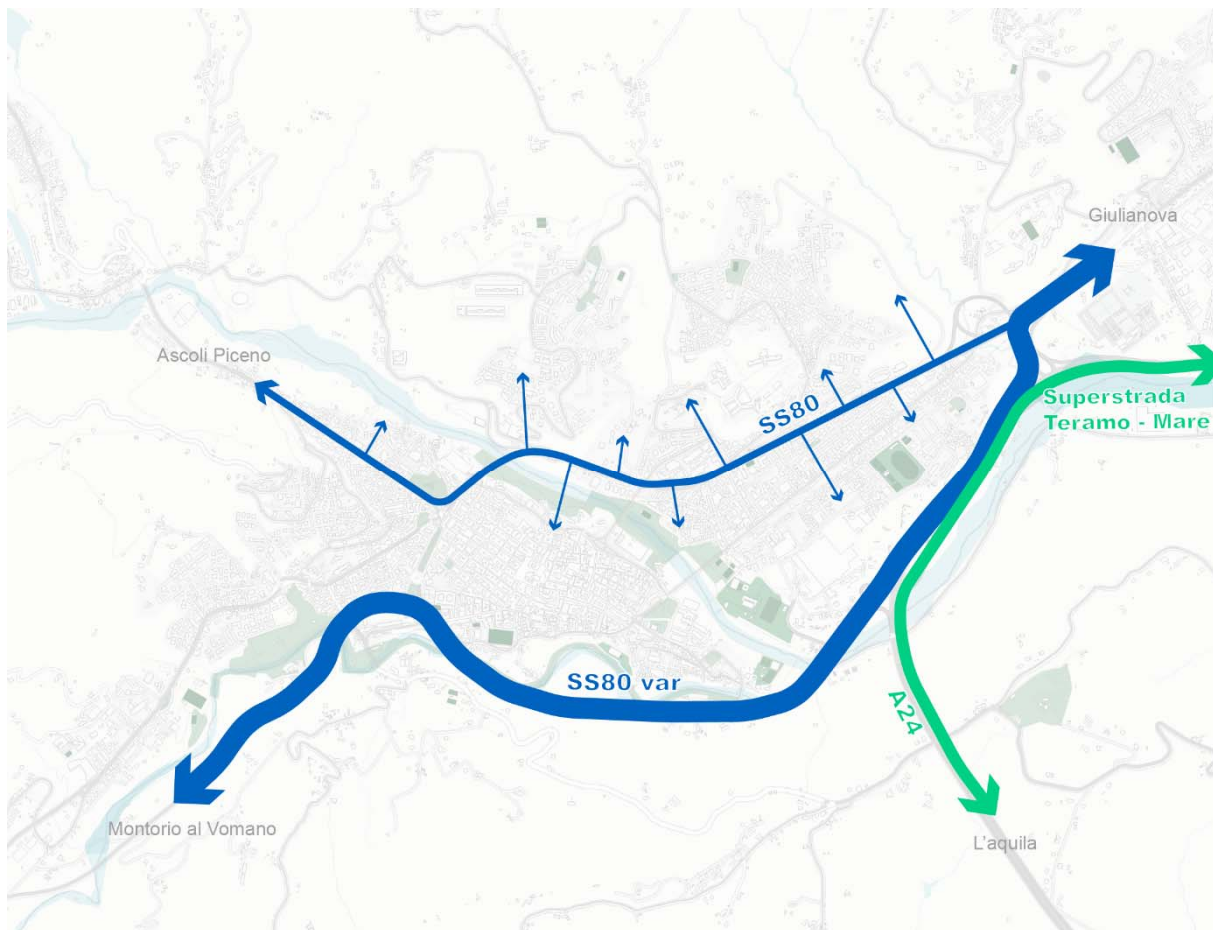 Giulianova
Ascoli Piceno
SS80
Superstrada
Teramo - Mare
SS80 var
A24
Montorio al Vomano
L'aquila